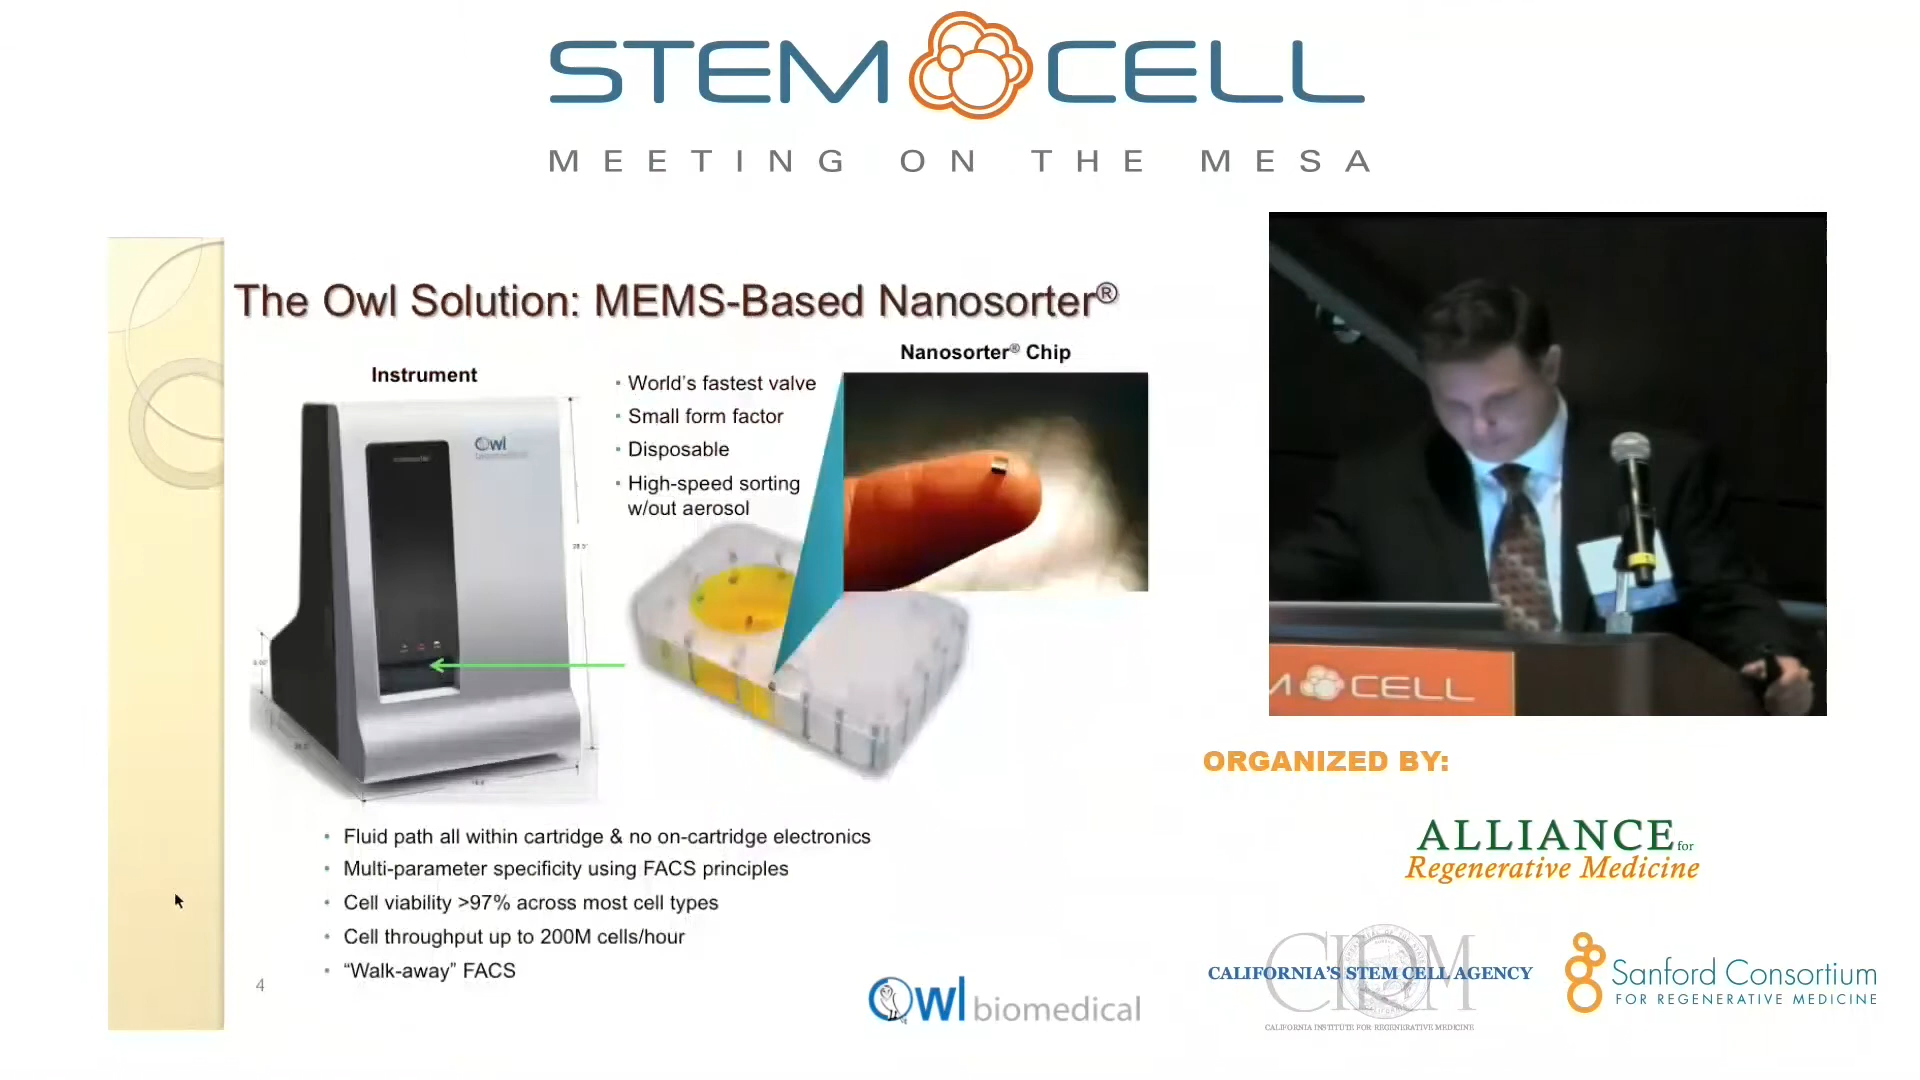 STEM CELL
MEETING ON THE MESA
The Owl Solution: MEMS-Based Nanosorter®
Nanosorter® Chip
Instrument
• World's fastest valve
• Small form factor
• Disposable
• High-speed sorting
w/out aerosol
Owl
28.5"
• Fluid path all within cartridge & no on-cartridge electronics
• Multi-parameter specificity using FACS principles
• Cell viability >97% across most cell types
• Cell throughput up to 200M cells/hour
• “Walk-away” FACS
4
Owl biomedical
M CELL
ORGANIZED BY:
ALLIANCE for
Regenerative Medicine
CIRM
CALIFORNIA'S STEM CELL AGENCY
CALIFORNIA INSTITUTE FOR REGENERATIVE MEDICINE
Sanford Consortium
FOR REGENERATIVE MEDICINE